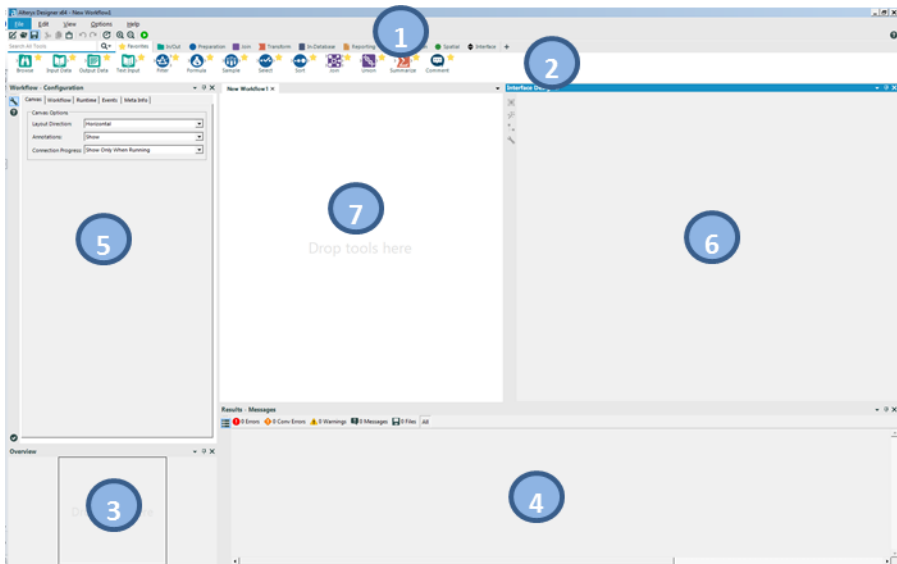 Alteryx Designer x64 - New Workflow1
File Edit View Options Help
1
Search All Tools Favorites In/Out Preparation Join Transform In-Database Reporting Spatial Interface +
2
Browse Input Data Output Data Text Input Filter Formula Sample Select Sort Join Union Summarize Comment
Workflow - Configuration
New Workflow1 ×
Interface
Canvas Workflow Runtime Events Meta Info
Canvas Options
Layout Direction: Horizontal
Annotations: Show
Connection Progress: Show Only When Running
5
7
6
Drop tools here
Results - Messages
0 Errors 0 Conv Errors 0 Warnings 0 Messages 0 Files All
Overview
3
4